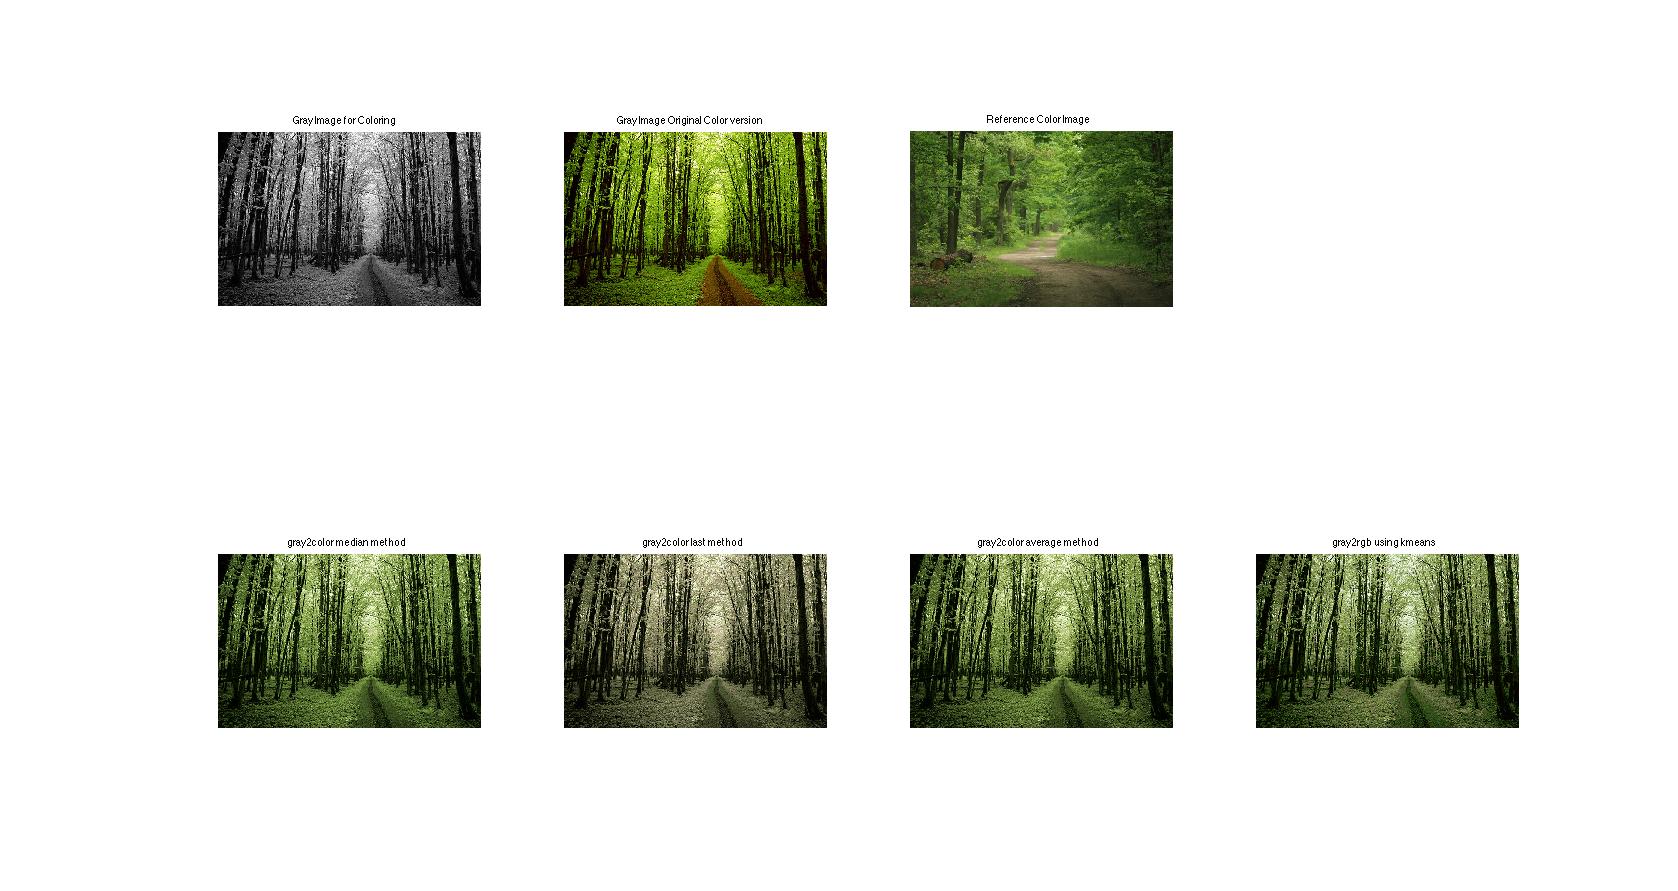 Gray Image for Coloring
Gray Image Original Color version
Reference Color Image
gray2color median method
gray2color last method
gray2color average method
gray2rgb using kmeans